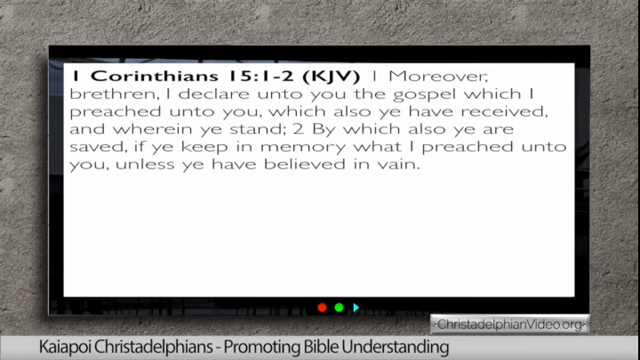 1 Corinthians 15:1-2 (KJV) 1 Moreover,
brethren, I declare unto you the gospel which I
preached unto you, which also ye have received,
and wherein ye stand; 2 By which also ye are
saved, if ye keep in memory what I preached unto
you, unless ye have believed in vain.
ChristadelphianVideo.org
Kaiapoi Christadelphians - Promoting Bible Understanding